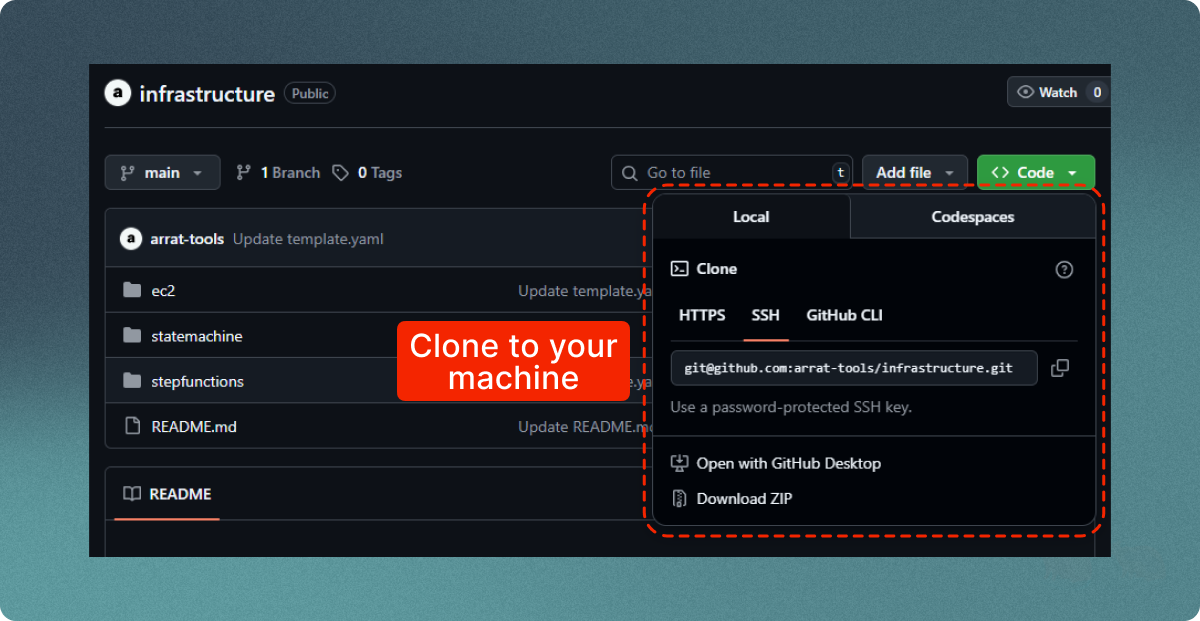 a infrastructure Public
Watch 0
main 1 Branch 0 Tags
Go to file t Add file Code
Local Codespaces
a arrat-tools Update template.yaml
Clone
ec2 Update template.ya
HTTPS SSH GitHub CLI
statemachine
Clone to your
machine
git@github.com:arrat-tools/infrastructure.git
stepfunctions .ya
Use a password-protected SSH key.
README.md Update README.m
Open with GitHub Desktop
README
Download ZIP